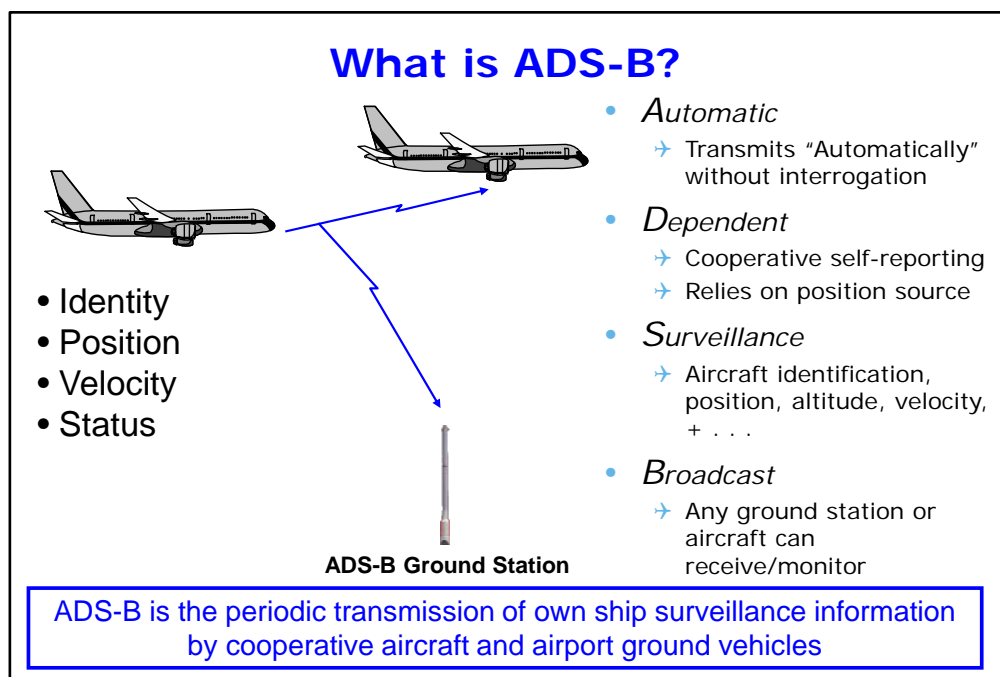 What is ADS-B?
• Identity
• Position
• Velocity
• Status
ADS-B Ground Station
• Automatic
Transmits “Automatically”
without interrogation
• Dependent
Cooperative self-reporting
Relies on position source
• Surveillance
Aircraft identification,
position, altitude, velocity,
+ . . .
• Broadcast
Any ground station or
aircraft can
receive/monitor
ADS-B is the periodic transmission of own ship surveillance information
by cooperative aircraft and airport ground vehicles